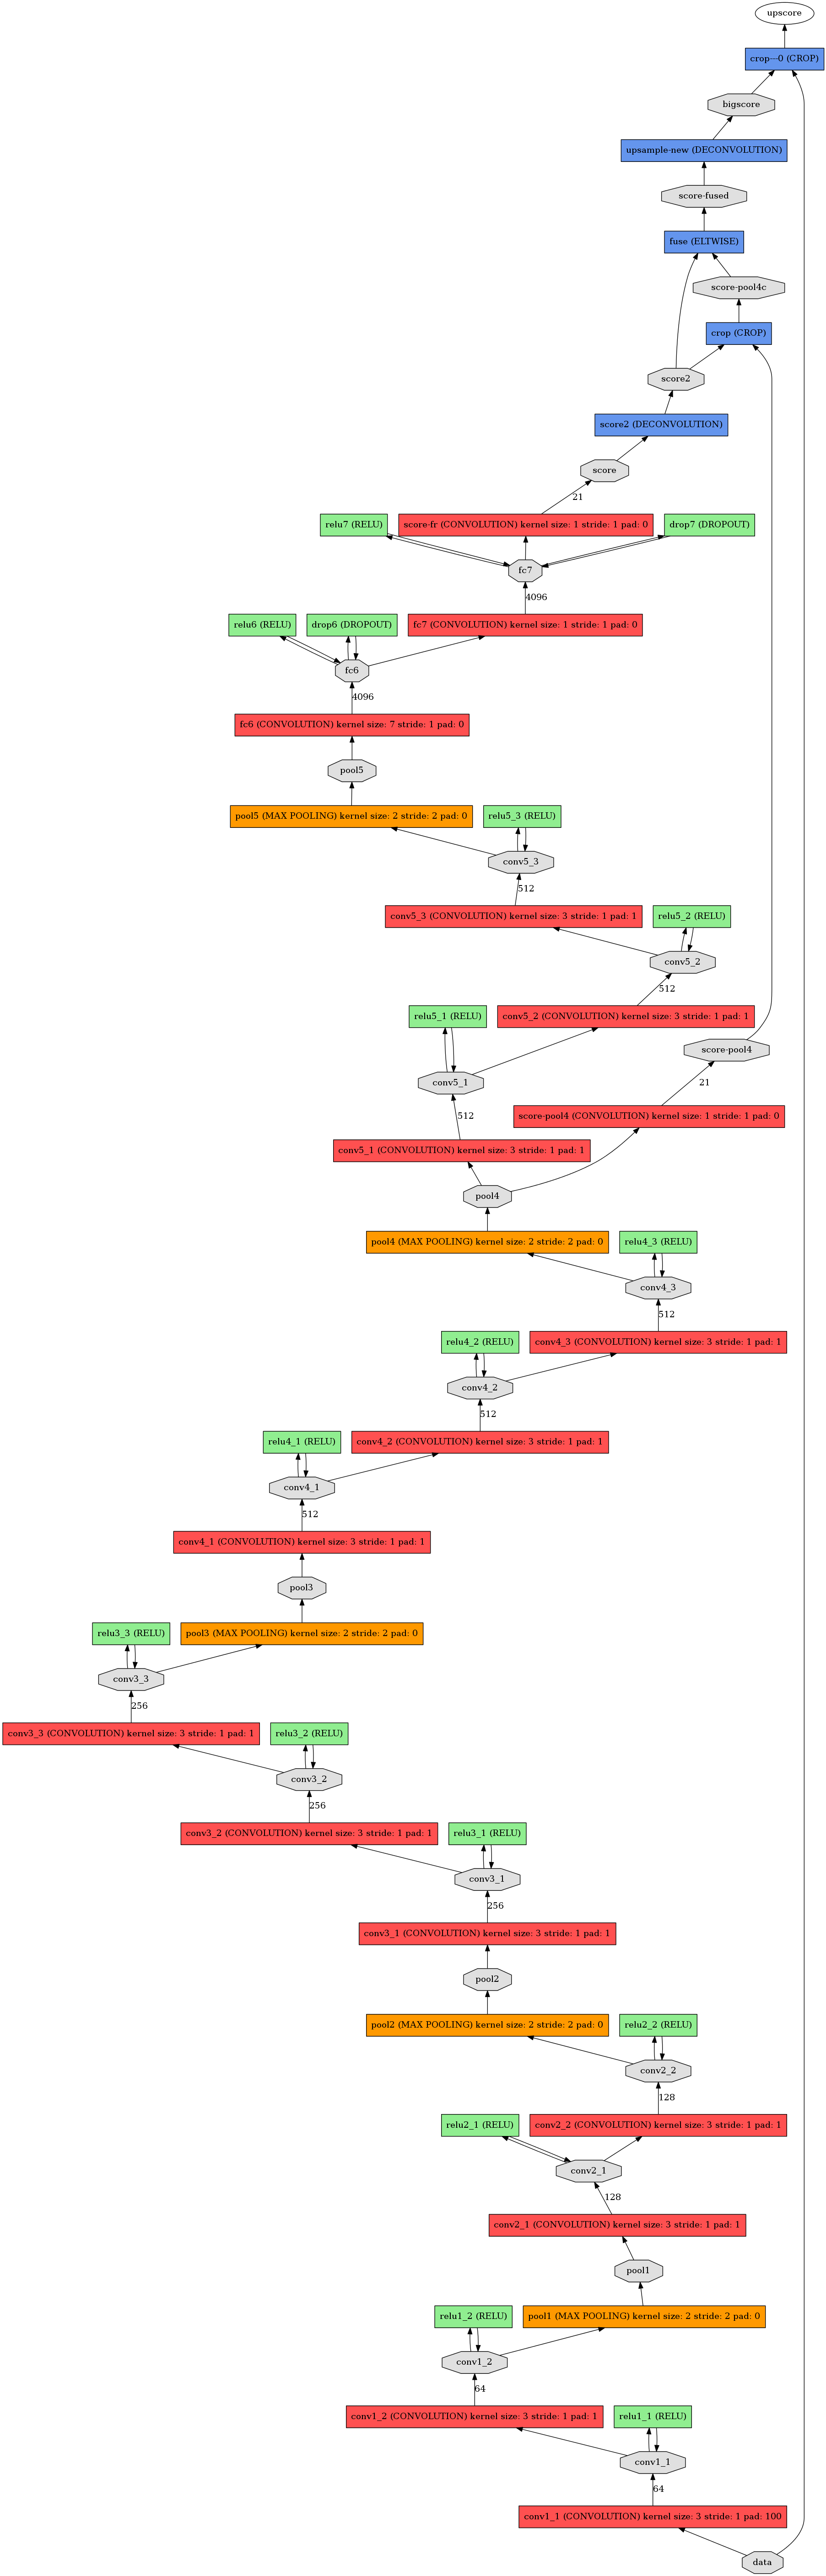 upscore
crop---0 (CROP)
bigscore
upsample-new (DECONVOLUTION)
score-fused
fuse (ELTWISE)
score-pool4c
crop (CROP)
score2
score2 (DECONVOLUTION)
score
21
relu7 (RELU)
score-fr (CONVOLUTION) kernel size: 1 stride: 1 pad: 0
drop7 (DROPOUT)
fc7
4096
relu6 (RELU)
drop6 (DROPOUT)
fc7 (CONVOLUTION) kernel size: 1 stride: 1 pad: 0
fc6
4096
fc6 (CONVOLUTION) kernel size: 7 stride: 1 pad: 0
pool5
pool5 (MAX POOLING) kernel size: 2 stride: 2 pad: 0
relu5_3 (RELU)
conv5_3
512
conv5_3 (CONVOLUTION) kernel size: 3 stride: 1 pad: 1
relu5_2 (RELU)
conv5_2
512
relu5_1 (RELU)
conv5_2 (CONVOLUTION) kernel size: 3 stride: 1 pad: 1
score-pool4
conv5_1
21
512
score-pool4 (CONVOLUTION) kernel size: 1 stride: 1 pad: 0
conv5_1 (CONVOLUTION) kernel size: 3 stride: 1 pad: 1
pool4
pool4 (MAX POOLING) kernel size: 2 stride: 2 pad: 0
relu4_3 (RELU)
conv4_3
512
relu4_2 (RELU)
conv4_3 (CONVOLUTION) kernel size: 3 stride: 1 pad: 1
conv4_2
512
relu4_1 (RELU)
conv4_2 (CONVOLUTION) kernel size: 3 stride: 1 pad: 1
conv4_1
512
conv4_1 (CONVOLUTION) kernel size: 3 stride: 1 pad: 1
pool3
relu3_3 (RELU)
pool3 (MAX POOLING) kernel size: 2 stride: 2 pad: 0
conv3_3
256
conv3_3 (CONVOLUTION) kernel size: 3 stride: 1 pad: 1
relu3_2 (RELU)
conv3_2
256
conv3_2 (CONVOLUTION) kernel size: 3 stride: 1 pad: 1
relu3_1 (RELU)
conv3_1
256
conv3_1 (CONVOLUTION) kernel size: 3 stride: 1 pad: 1
pool2
pool2 (MAX POOLING) kernel size: 2 stride: 2 pad: 0
relu2_2 (RELU)
conv2_2
128
relu2_1 (RELU)
conv2_2 (CONVOLUTION) kernel size: 3 stride: 1 pad: 1
conv2_1
128
conv2_1 (CONVOLUTION) kernel size: 3 stride: 1 pad: 1
pool1
relu1_2 (RELU)
pool1 (MAX POOLING) kernel size: 2 stride: 2 pad: 0
conv1_2
64
conv1_2 (CONVOLUTION) kernel size: 3 stride: 1 pad: 1
relu1_1 (RELU)
conv1_1
64
conv1_1 (CONVOLUTION) kernel size: 3 stride: 1 pad: 100
data